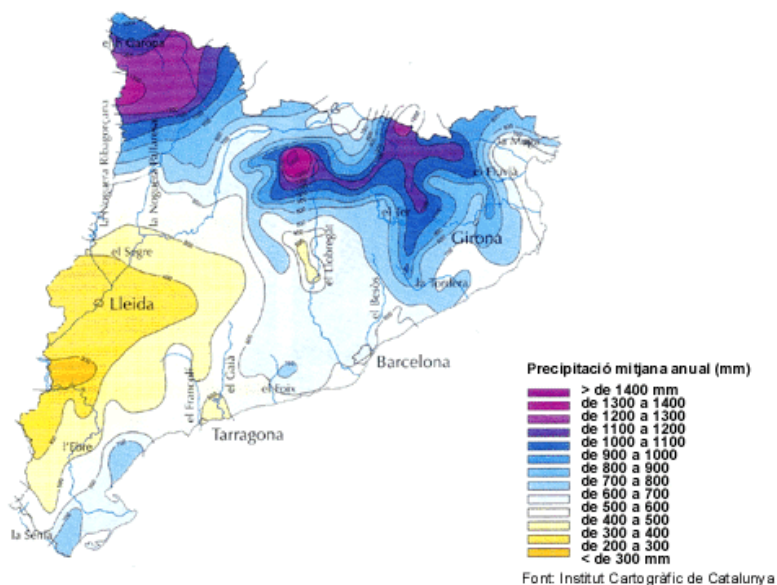 la Garona
la Noguera Ribagorçana
la Noguera Pallaresa
la Muga
el Fluvià
el Ter
Girona
el Segre
el Llobregat
la Tordera
Lleida
el Besòs
Barcelona
el Gaià
el Foix
el Francolí
Tarragona
l'Ebre
la Sénia
Precipitació mitjana anual (mm)
> de 1400 mm
de 1300 a 1400
de 1200 a 1300
de 1100 a 1200
de 1000 a 1100
de 900 a 1000
de 800 a 900
de 700 a 800
de 600 a 700
de 500 a 600
de 400 a 500
de 300 a 400
de 200 a 300
< de 300 mm
Font: Institut Cartogràfic de Catalunya